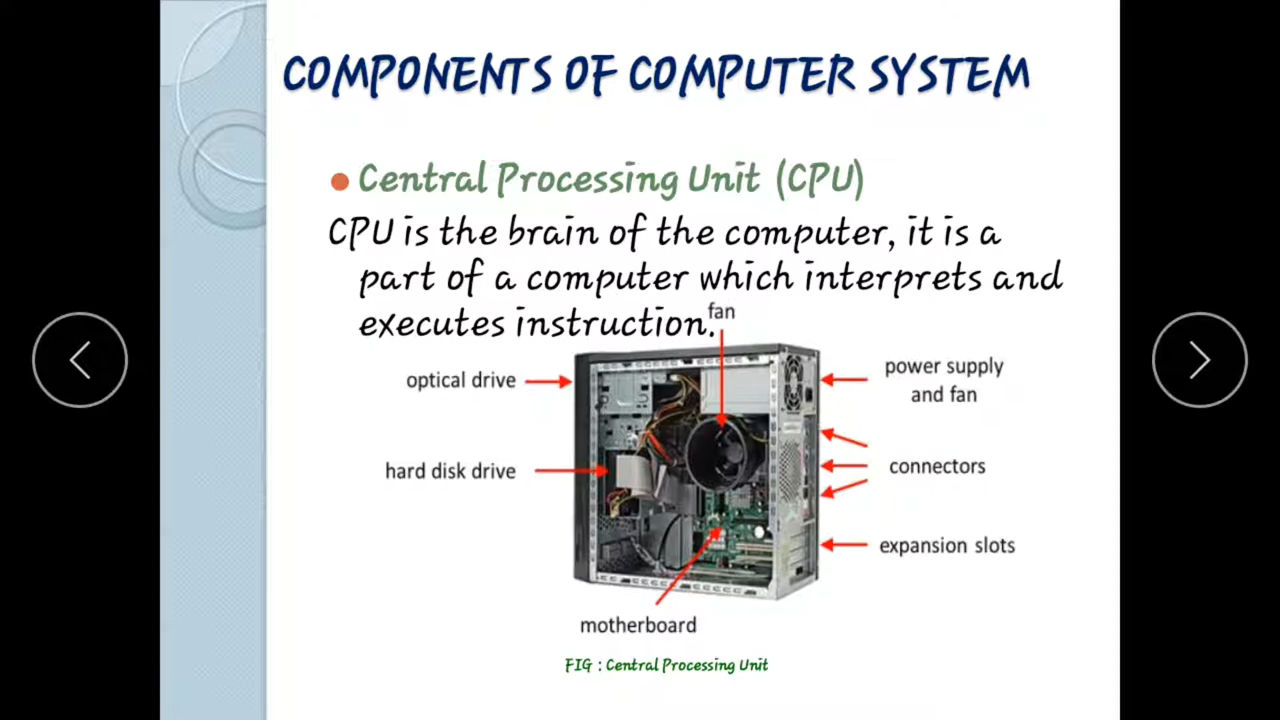 COMPONENTS OF COMPUTER SYSTEM
Central Processing Unit (CPU)
CPU is the brain of the computer, it is a
part of a computer which interprets and
executes instruction.
fan
optical drive
power supply
and fan
hard disk drive
connectors
expansion slots
motherboard
FIG : Central Processing Unit